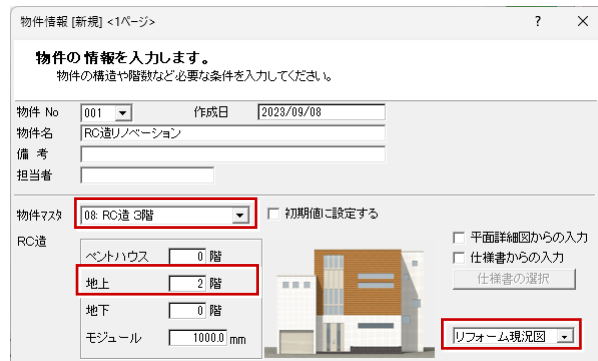 物件情報 [新規] <1ページ> ? ×
物件の情報を入力します。
物件の構造や階数など必要な条件を入力してください。
物件 No 001 作成日 2023/09/08
物件名 RC造リノベーション
備 考
担当者
物件マスタ 08: RC造 3階 初期値に設定する
RC造
ペントハウス 0 階
地上 2 階
地下 0 階
モジュール 1000.0 mm
平面詳細図からの入力
仕様書からの入力
仕様書の選択
リフォーム現況図